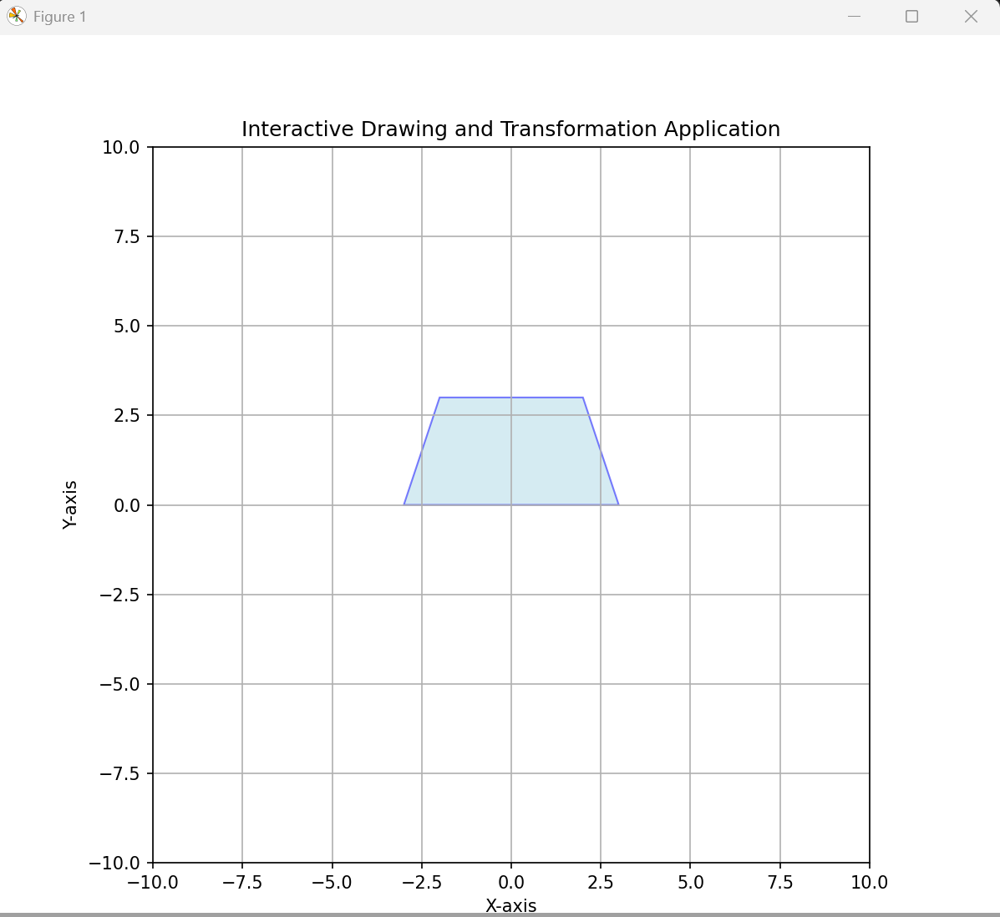 Figure 1
Interactive Drawing and Transformation Application
10.0
7.5
5.0
2.5
0.0
−2.5
−5.0
−7.5
−10.0
Y-axis
−10.0 −7.5 −5.0 −2.5 0.0 2.5 5.0 7.5 10.0
X-axis